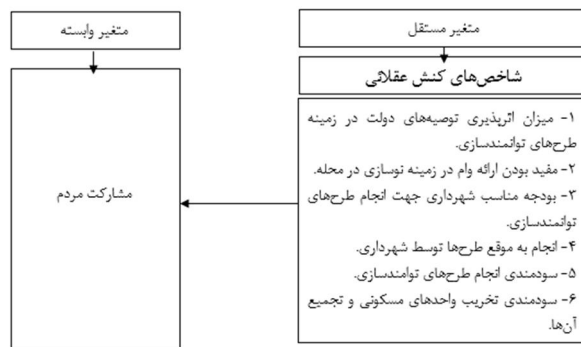 متغیر مستقل
شاخص‌های کنش عقلائی
۱- میزان اثرپذیری توصیه‌های دولت در زمینه
طرح‌های توانمندسازی.
۲- مفید بودن ارائه وام در زمینه نوسازی در محله.
۳- بودجه مناسب شهرداری جهت انجام طرح‌های
توانمندسازی.
۴- انجام به موقع طرح‌ها توسط شهرداری.
۵- سودمندی انجام طرح‌های توامندسازی.
۶- سودمندی تخریب واحدهای مسکونی و تجمیع
آن‌ها.
متغیر وابسته
مشارکت مردم